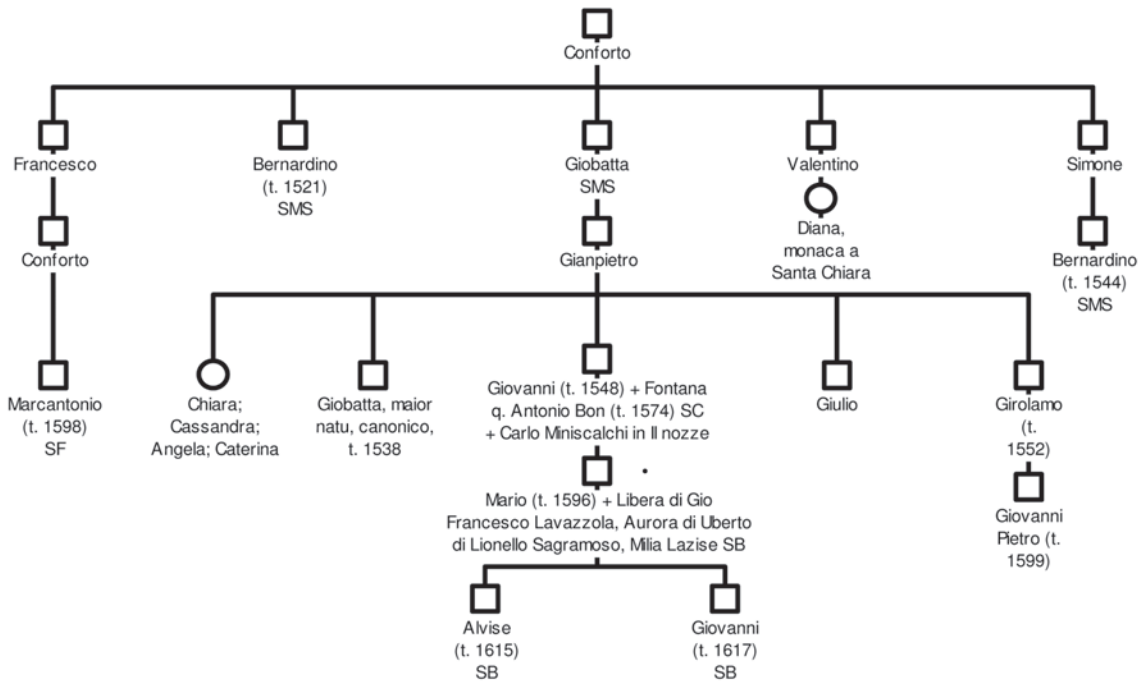 Conforto
Francesco
Bernardino
(t. 1521)
SMS
Giobatta
SMS
Valentino
Simone
Conforto
Gianpietro
Diana,
monaca a
Santa Chiara
Bernardino
(t. 1544)
SMS
Marcantonio
(t. 1598)
SF
Chiara;
Cassandra;
Angela; Caterina
Giobatta, maior
natu, canonico,
t. 1538
Giovanni (t. 1548) + Fontana
q. Antonio Bon (t. 1574) SC
+ Carlo Miniscalchi in II nozze
Giulio
Girolamo
(t.
1552)
Mario (t. 1596) + Libera di Gio
Francesco Lavazzola, Aurora di Uberto
di Lionello Sagramoso, Milia Lazise SB
Giovanni
Pietro (t.
1599)
Alvise
(t. 1615)
SB
Giovanni
(t. 1617)
SB